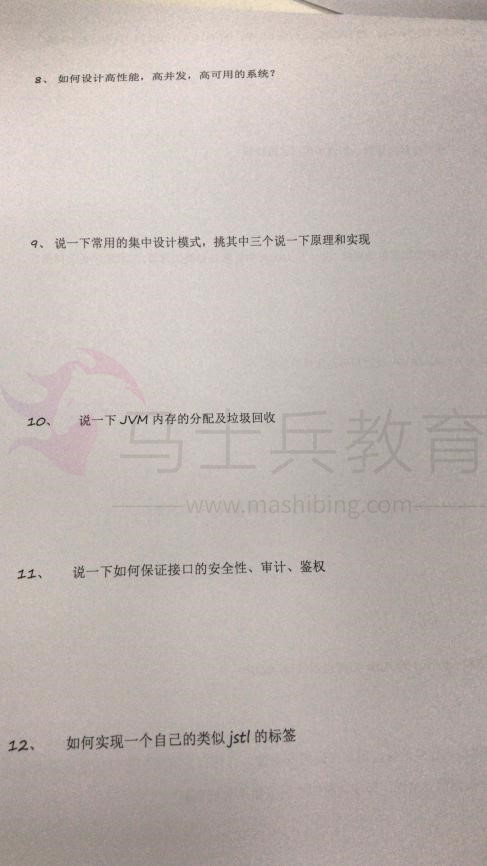 8、 如何设计高性能，高并发，高可用的系统？
9、 说一下常用的集中设计模式，挑其中三个说一下原理和实现
10、 说一下 JVM 内存的分配及垃圾回收
马士兵教育
www.mashibing.com
11、 说一下如何保证接口的安全性、审计、鉴权
12、 如何实现一个自己的类似 jstl 的标签